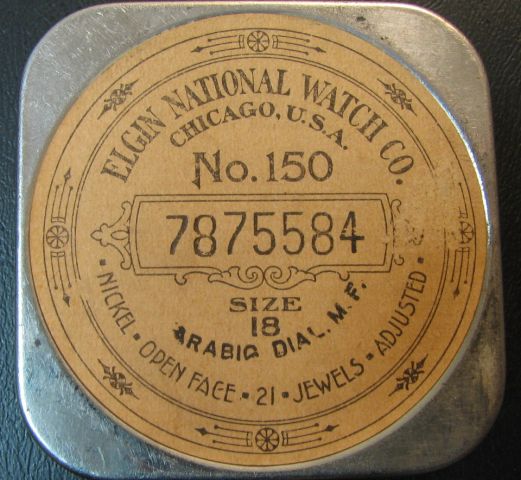 ELGIN NATIONAL WATCH CO.
CHICAGO, U.S.A.
No. 150
7875584
SIZE
18
ARABIC DIAL. M. F.
• NICKEL • OPEN FACE • 21 • JEWELS • ADJUSTED •